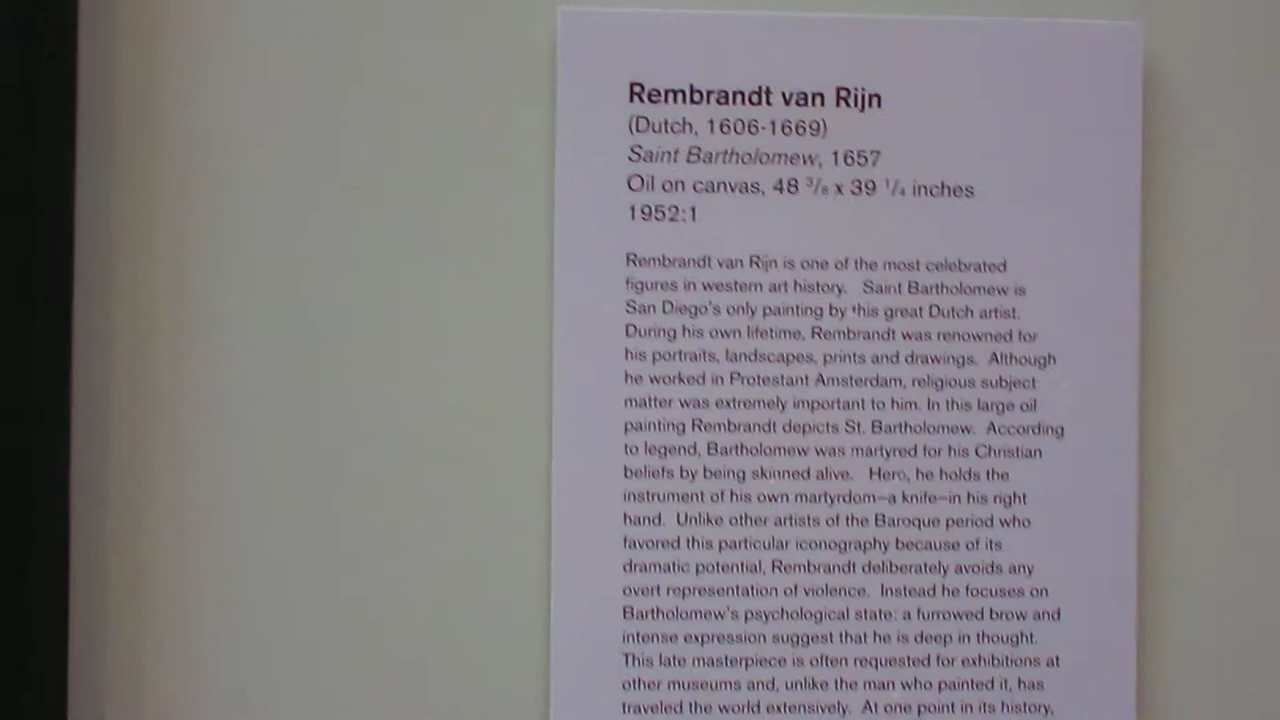 Rembrandt van Rijn
(Dutch, 1606-1669)
Saint Bartholomew, 1657
Oil on canvas, 48 3/8 x 39 1/4 inches
1952:1
Rembrandt van Rijn is one of the most celebrated
figures in western art history. Saint Bartholomew is
San Diego's only painting by this great Dutch artist.
During his own lifetime, Rembrandt was renowned for
his portraits, landscapes, prints and drawings. Although
he worked in Protestant Amsterdam, religious subject
matter was extremely important to him. In this large oil
painting Rembrandt depicts St. Bartholomew. According
to legend, Bartholomew was martyred for his Christian
beliefs by being skinned alive. Here, he holds the
instrument of his own martyrdom—a knife—in his right
hand. Unlike other artists of the Baroque period who
favored this particular iconography because of its
dramatic potential, Rembrandt deliberately avoids any
overt representation of violence. Instead he focuses on
Bartholomew's psychological state: a furrowed brow and
intense expression suggest that he is deep in thought.
This late masterpiece is often requested for exhibitions at
other museums and, unlike the man who painted it, has
traveled the world extensively. At one point in its history,